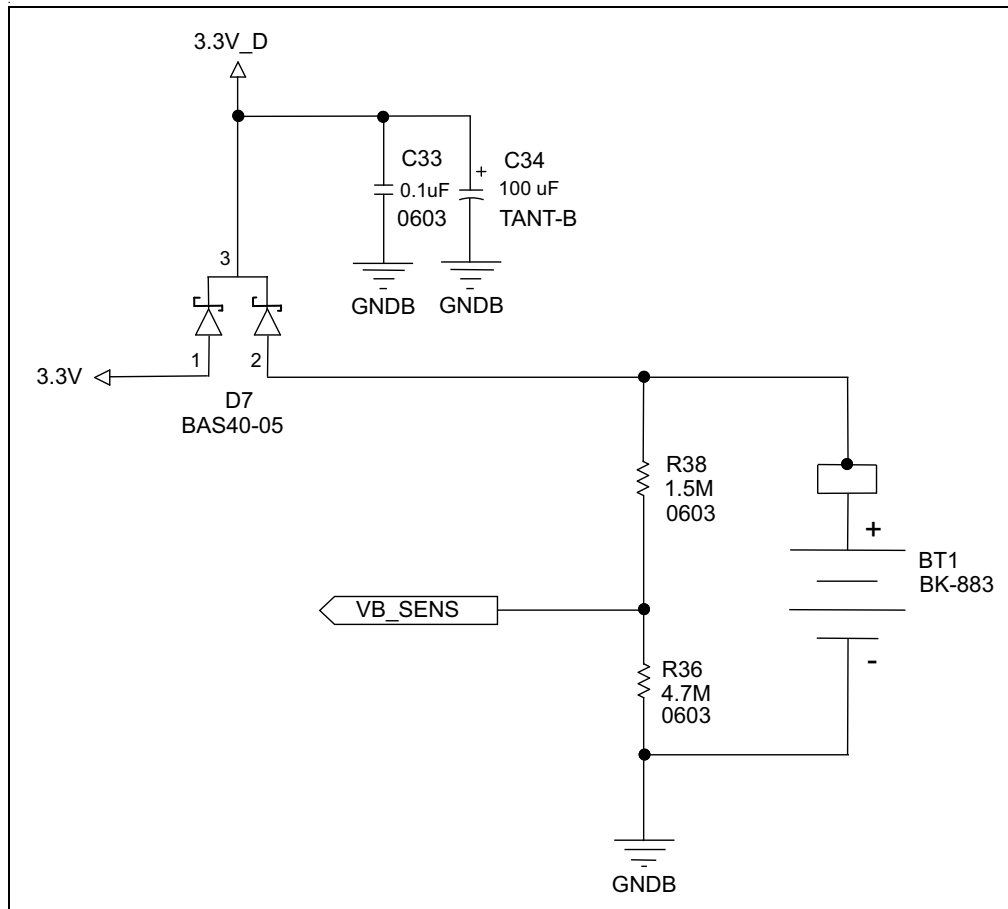 3.3V_D
C33
0.1uF
0603
+
C34
100 uF
TANT-B
GNDB
GNDB
3
1
2
3.3V
D7
BAS40-05
R38
1.5M
0603
+
BT1
BK-883
-
VB_SENS
R36
4.7M
0603
GNDB